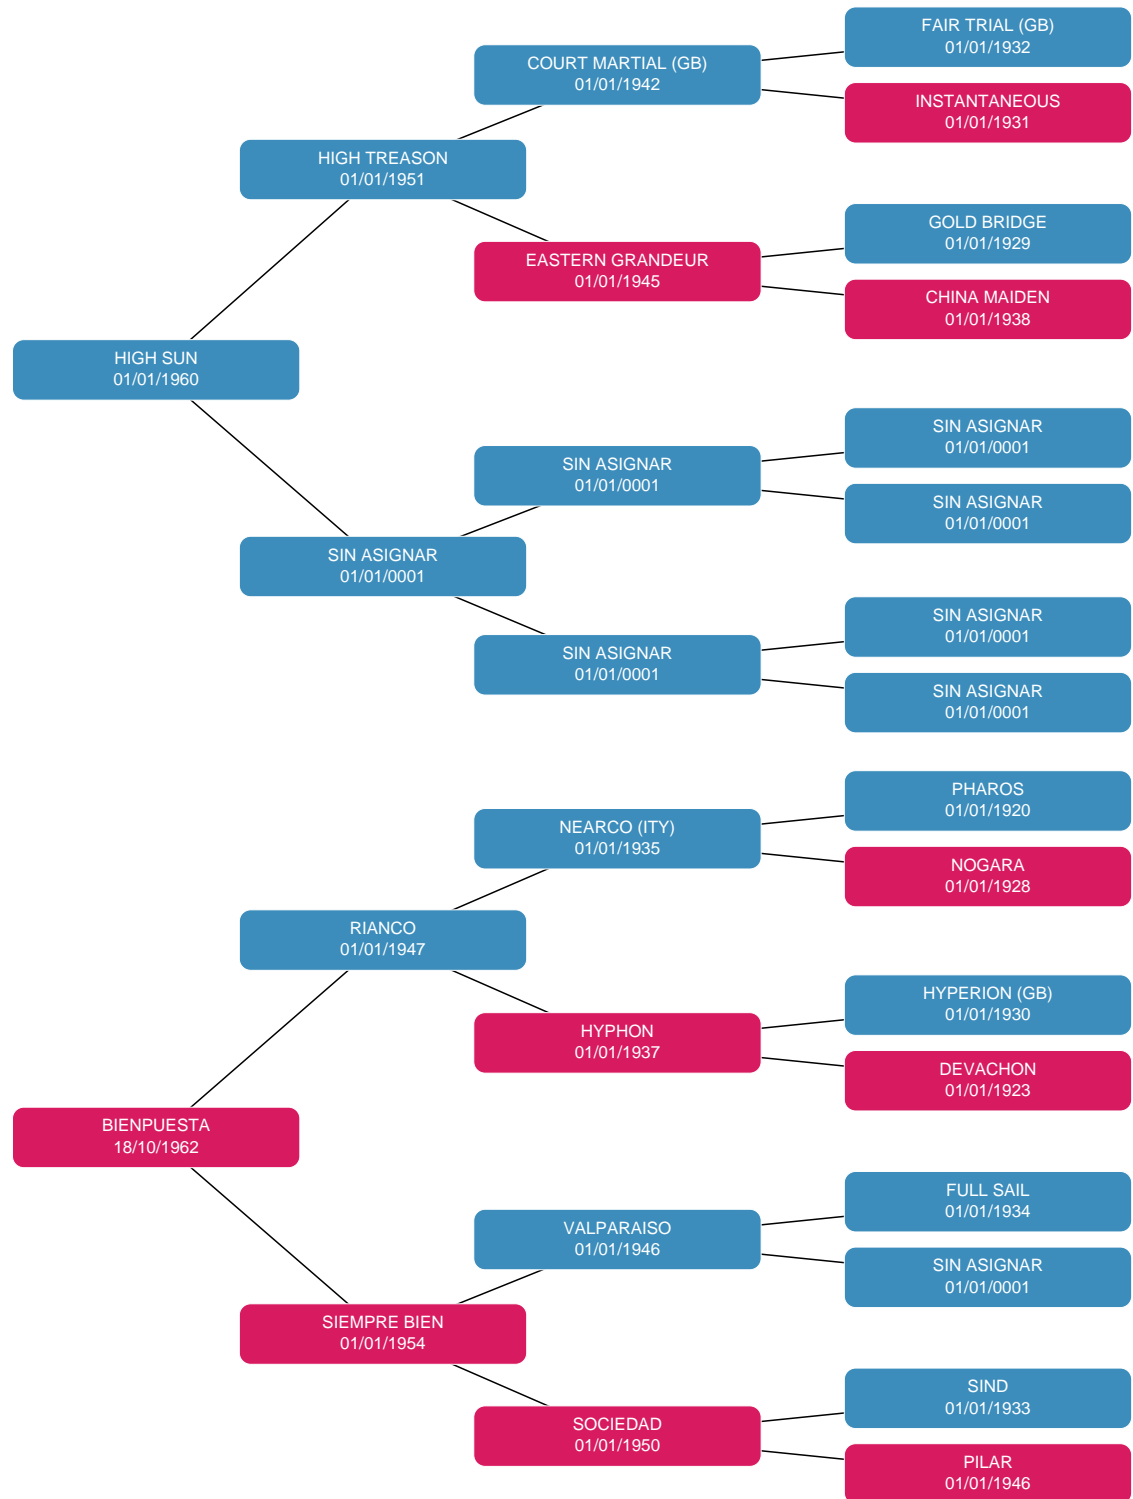 FAIR TRIAL (GB)
01/01/1932
COURT MARTIAL (GB)
01/01/1942
INSTANTANEOUS
01/01/1931
HIGH TREASON
01/01/1951
GOLD BRIDGE
01/01/1929
EASTERN GRANDEUR
01/01/1945
CHINA MAIDEN
01/01/1938
HIGH SUN
01/01/1960
SIN ASIGNAR
01/01/0001
SIN ASIGNAR
01/01/0001
SIN ASIGNAR
01/01/0001
SIN ASIGNAR
01/01/0001
SIN ASIGNAR
01/01/0001
SIN ASIGNAR
01/01/0001
SIN ASIGNAR
01/01/0001
PHAROS
01/01/1920
NEARCO (ITY)
01/01/1935
NOGARA
01/01/1928
RIANCO
01/01/1947
HYPERION (GB)
01/01/1930
HYPHON
01/01/1937
DEVACHON
01/01/1923
BIENPUESTA
18/10/1962
FULL SAIL
01/01/1934
VALPARAISO
01/01/1946
SIN ASIGNAR
01/01/0001
SIEMPRE BIEN
01/01/1954
SIND
01/01/1933
SOCIEDAD
01/01/1950
PILAR
01/01/1946